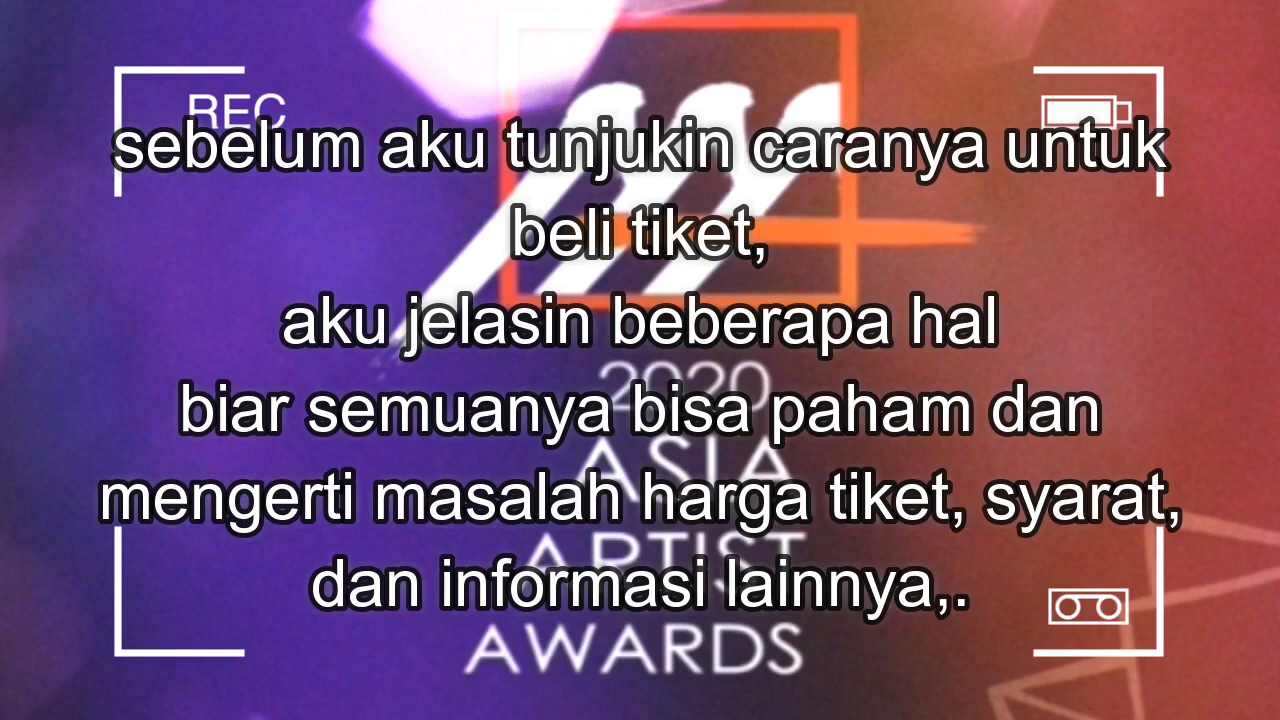 REC
sebelum aku tunjukin caranya untuk
beli tiket,
aku jelasin beberapa hal
biar semuanya bisa paham dan
mengerti masalah harga tiket, syarat,
dan informasi lainnya,.
2020
ASIA
ARTIST
AWARDS